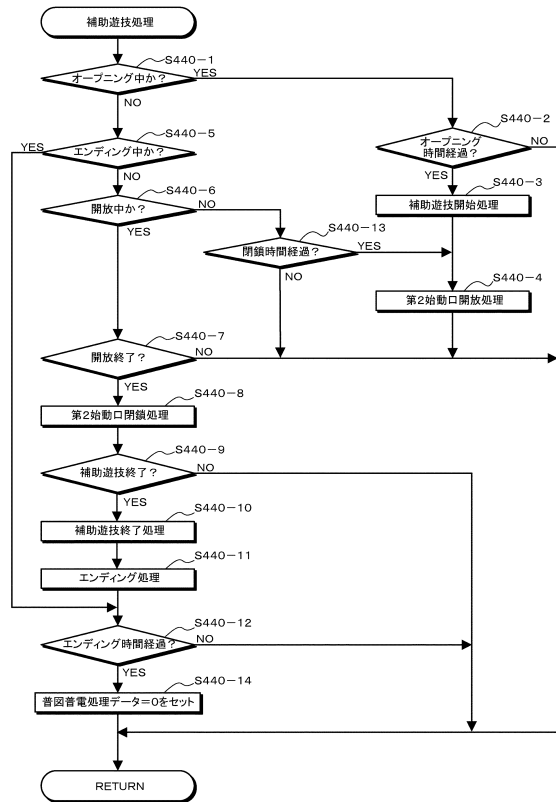 補助遊技処理
S440-1
オープニング中か?
YES
NO
S440-2
オープニング
時間経過?
NO
YES
S440-5
YES
エンディング中か?
NO
S440-3
補助遊技開始処理
S440-6
開放中か?
NO
YES
S440-13
閉鎖時間経過?
YES
NO
S440-4
第2始動口開放処理
S440-7
開放終了?
NO
YES
S440-8
第2始動口閉鎖処理
S440-9
補助遊技終了?
NO
YES
S440-10
補助遊技終了処理
S440-11
エンディング処理
S440-12
エンディング時間経過?
NO
YES
S440-14
普図普電処理データ=0をセット
RETURN